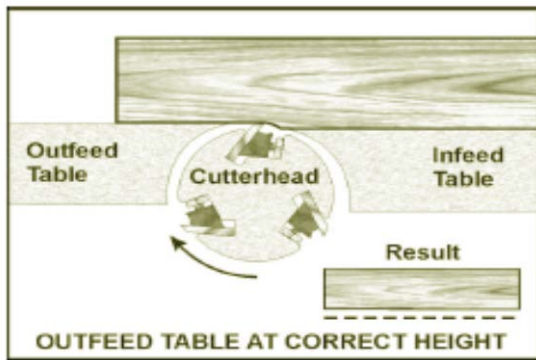 Outfeed
Table
Cutterhead
Infeed
Table
Result
OUTFEED TABLE AT CORRECT HEIGHT